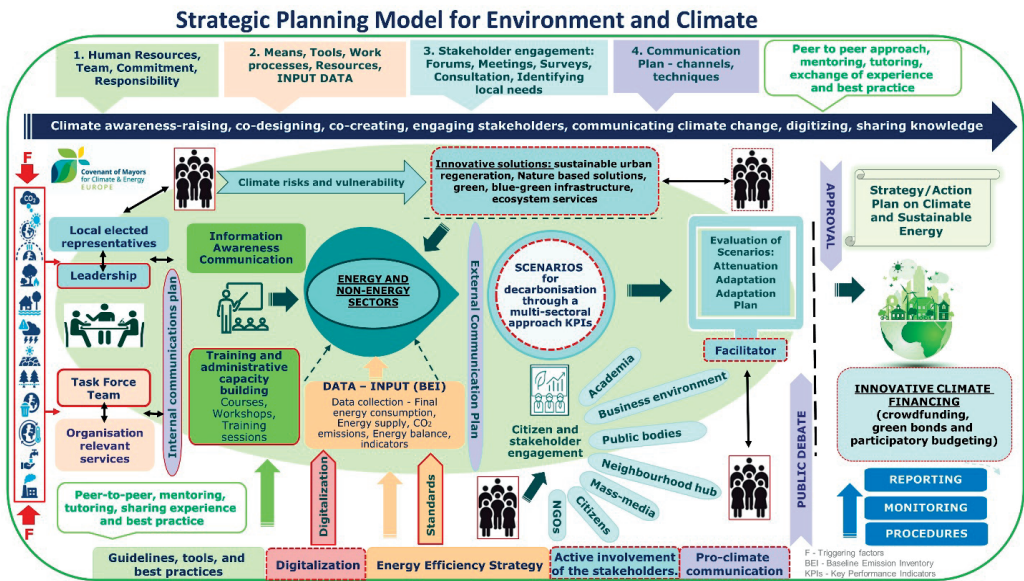 Strategic Planning Model for Environment and Climate
1. Human Resources,
Team, Commitment,
Responsibility
2. Means, Tools, Work
processes, Resources,
INPUT DATA
3. Stakeholder engagement:
Forums, Meetings, Surveys,
Consultation, Identifying
local needs
4. Communication
Plan - channels,
techniques
Peer to peer approach,
mentoring, tutoring,
exchange of experience
and best practice
Climate awareness-raising, co-designing, co-creating, engaging stakeholders, communicating climate change, digitizing, sharing knowledge
F
Covenant of Mayors
for Climate & Energy
EUROPE
CO₂
Climate risks and vulnerability
Innovative solutions: sustainable urban
regeneration, Nature based solutions,
green, blue-green infrastructure,
ecosystem services
APPROVAL
Strategy/Action
Plan on Climate
and Sustainable
Energy
Local elected
representatives
Leadership
Internal communications plan
Information
Awareness
Communication
ENERGY AND
NON-ENERGY
SECTORS
External Communication Plan
SCENARIOS
for
decarbonisation
through a
multi-sectoral
approach KPIs
Evaluation of
Scenarios:
Attenuation
Adaptation
Adaptation
Plan
Facilitator
Training and
administrative
capacity
building
Courses,
Workshops,
Training
sessions
DATA – INPUT (BEI)
Data collection - Final
energy consumption,
Energy supply, CO₂
emissions, Energy balance,
indicators
Task Force
Team
Organisation
relevant
services
Citizen and
stakeholder
engagement
Academia
Business environment
Public bodies
Neighbourhood hub
Mass-media
Citizens
NGOs
PUBLIC DEBATE
INNOVATIVE CLIMATE
FINANCING
(crowdfunding,
green bonds and
participatory budgeting)
REPORTING
MONITORING
PROCEDURES
Peer-to-peer, mentoring,
tutoring, sharing experience
and best practice
F
Digitalization
Standards
Guidelines, tools, and
best practices
Digitalization
Energy Efficiency Strategy
Active involvement
of the stakeholders.
Pro-climate
communication
F - Triggering factors
BEI - Baseline Emission Inventory
KPIs - Key Performance Indicators